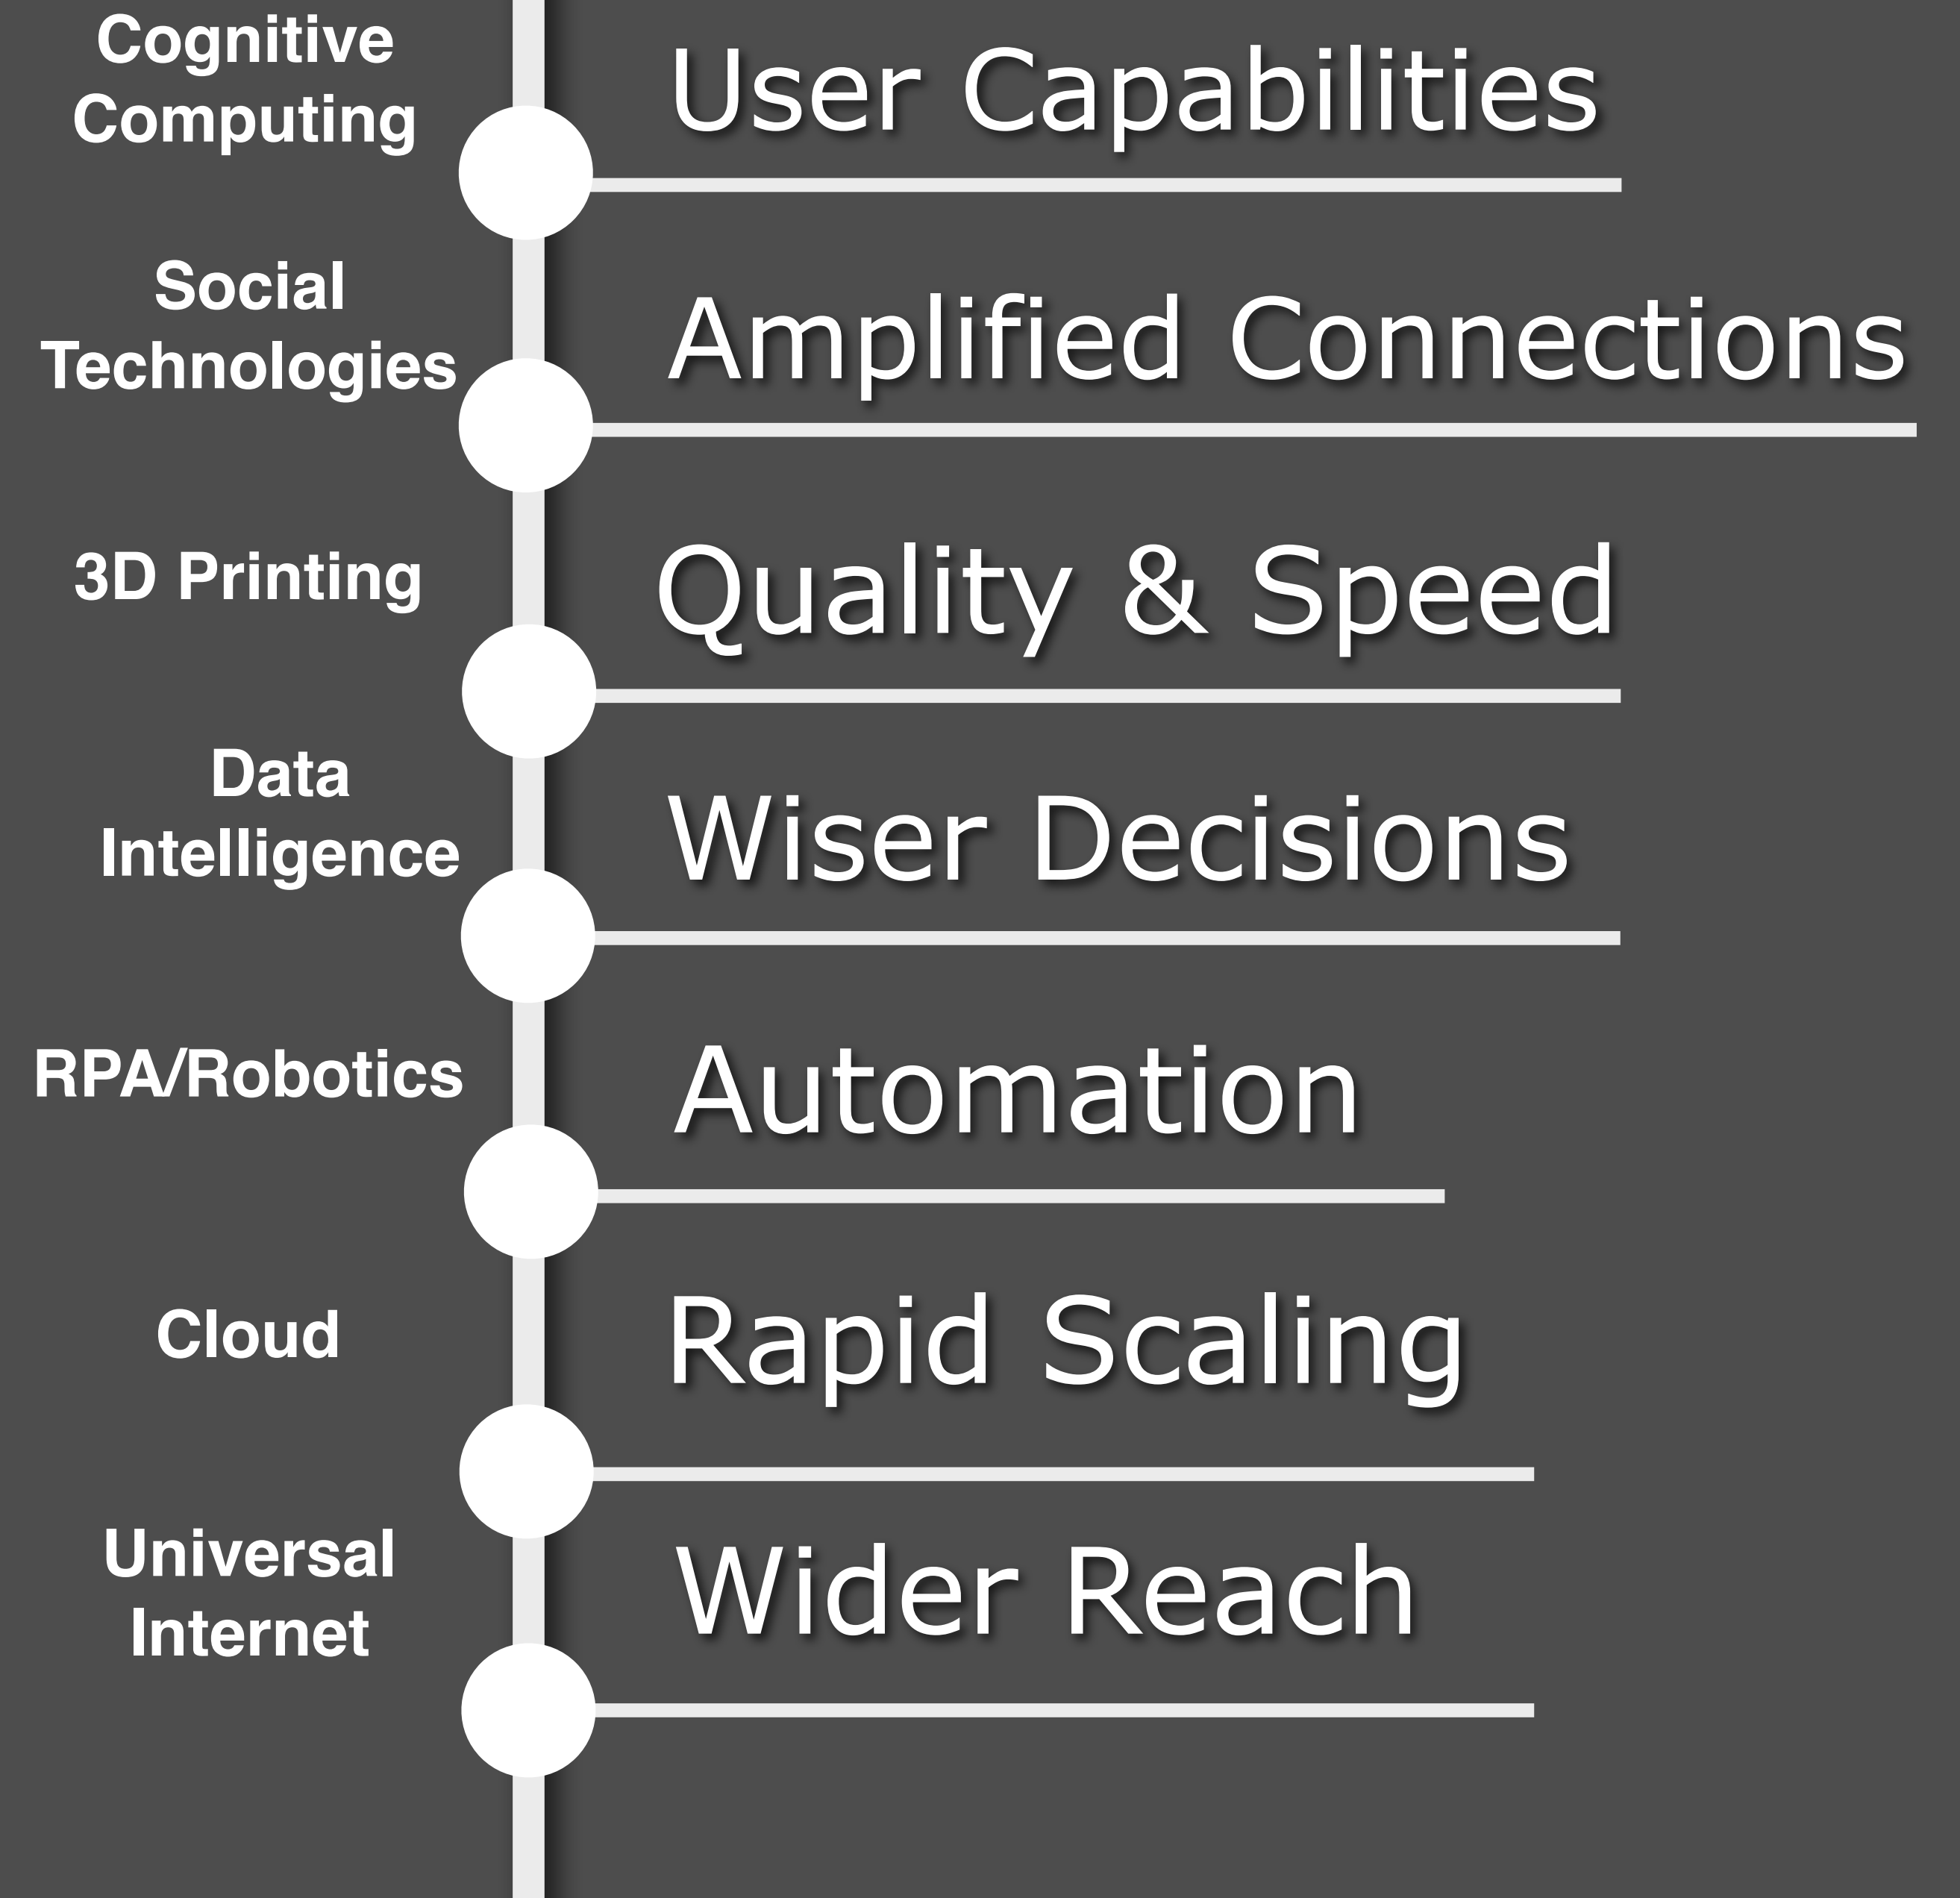 Cognitive
Computing
User Capabilities
Social
Technologies
Amplified Connections
3D Printing
Quality & Speed
Data
Intelligence
Wiser Decisions
RPA/Robotics
Automation
Cloud
Rapid Scaling
Universal
Internet
Wider Reach